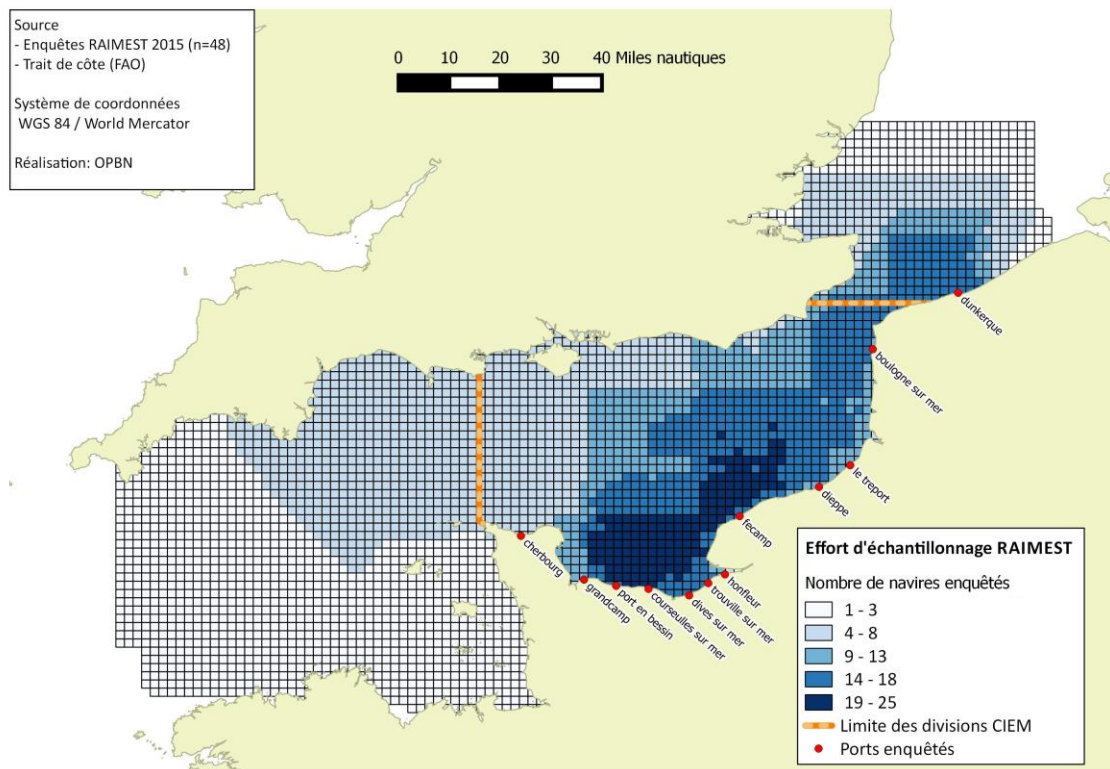 Source
- Enquêtes RAIMEST 2015 (n=48)
- Trait de côte (FAO)
Système de coordonnées
WGS 84 / World Mercator
Réalisation: OPBN
0 10 20 30 40 Miles nautiques
dunkerque
boulogne sur mer
le treport
dieppe
fecamp
honfleur
trouville sur mer
dives sur mer
courseulles sur mer
port en bessin
grandcamp
cherbourg
Effort d'échantillonnage RAIMEST
Nombre de navires enquêtés
1 - 3
4 - 8
9 - 13
14 - 18
19 - 25
Limite des divisions CIEM
Ports enquêtés